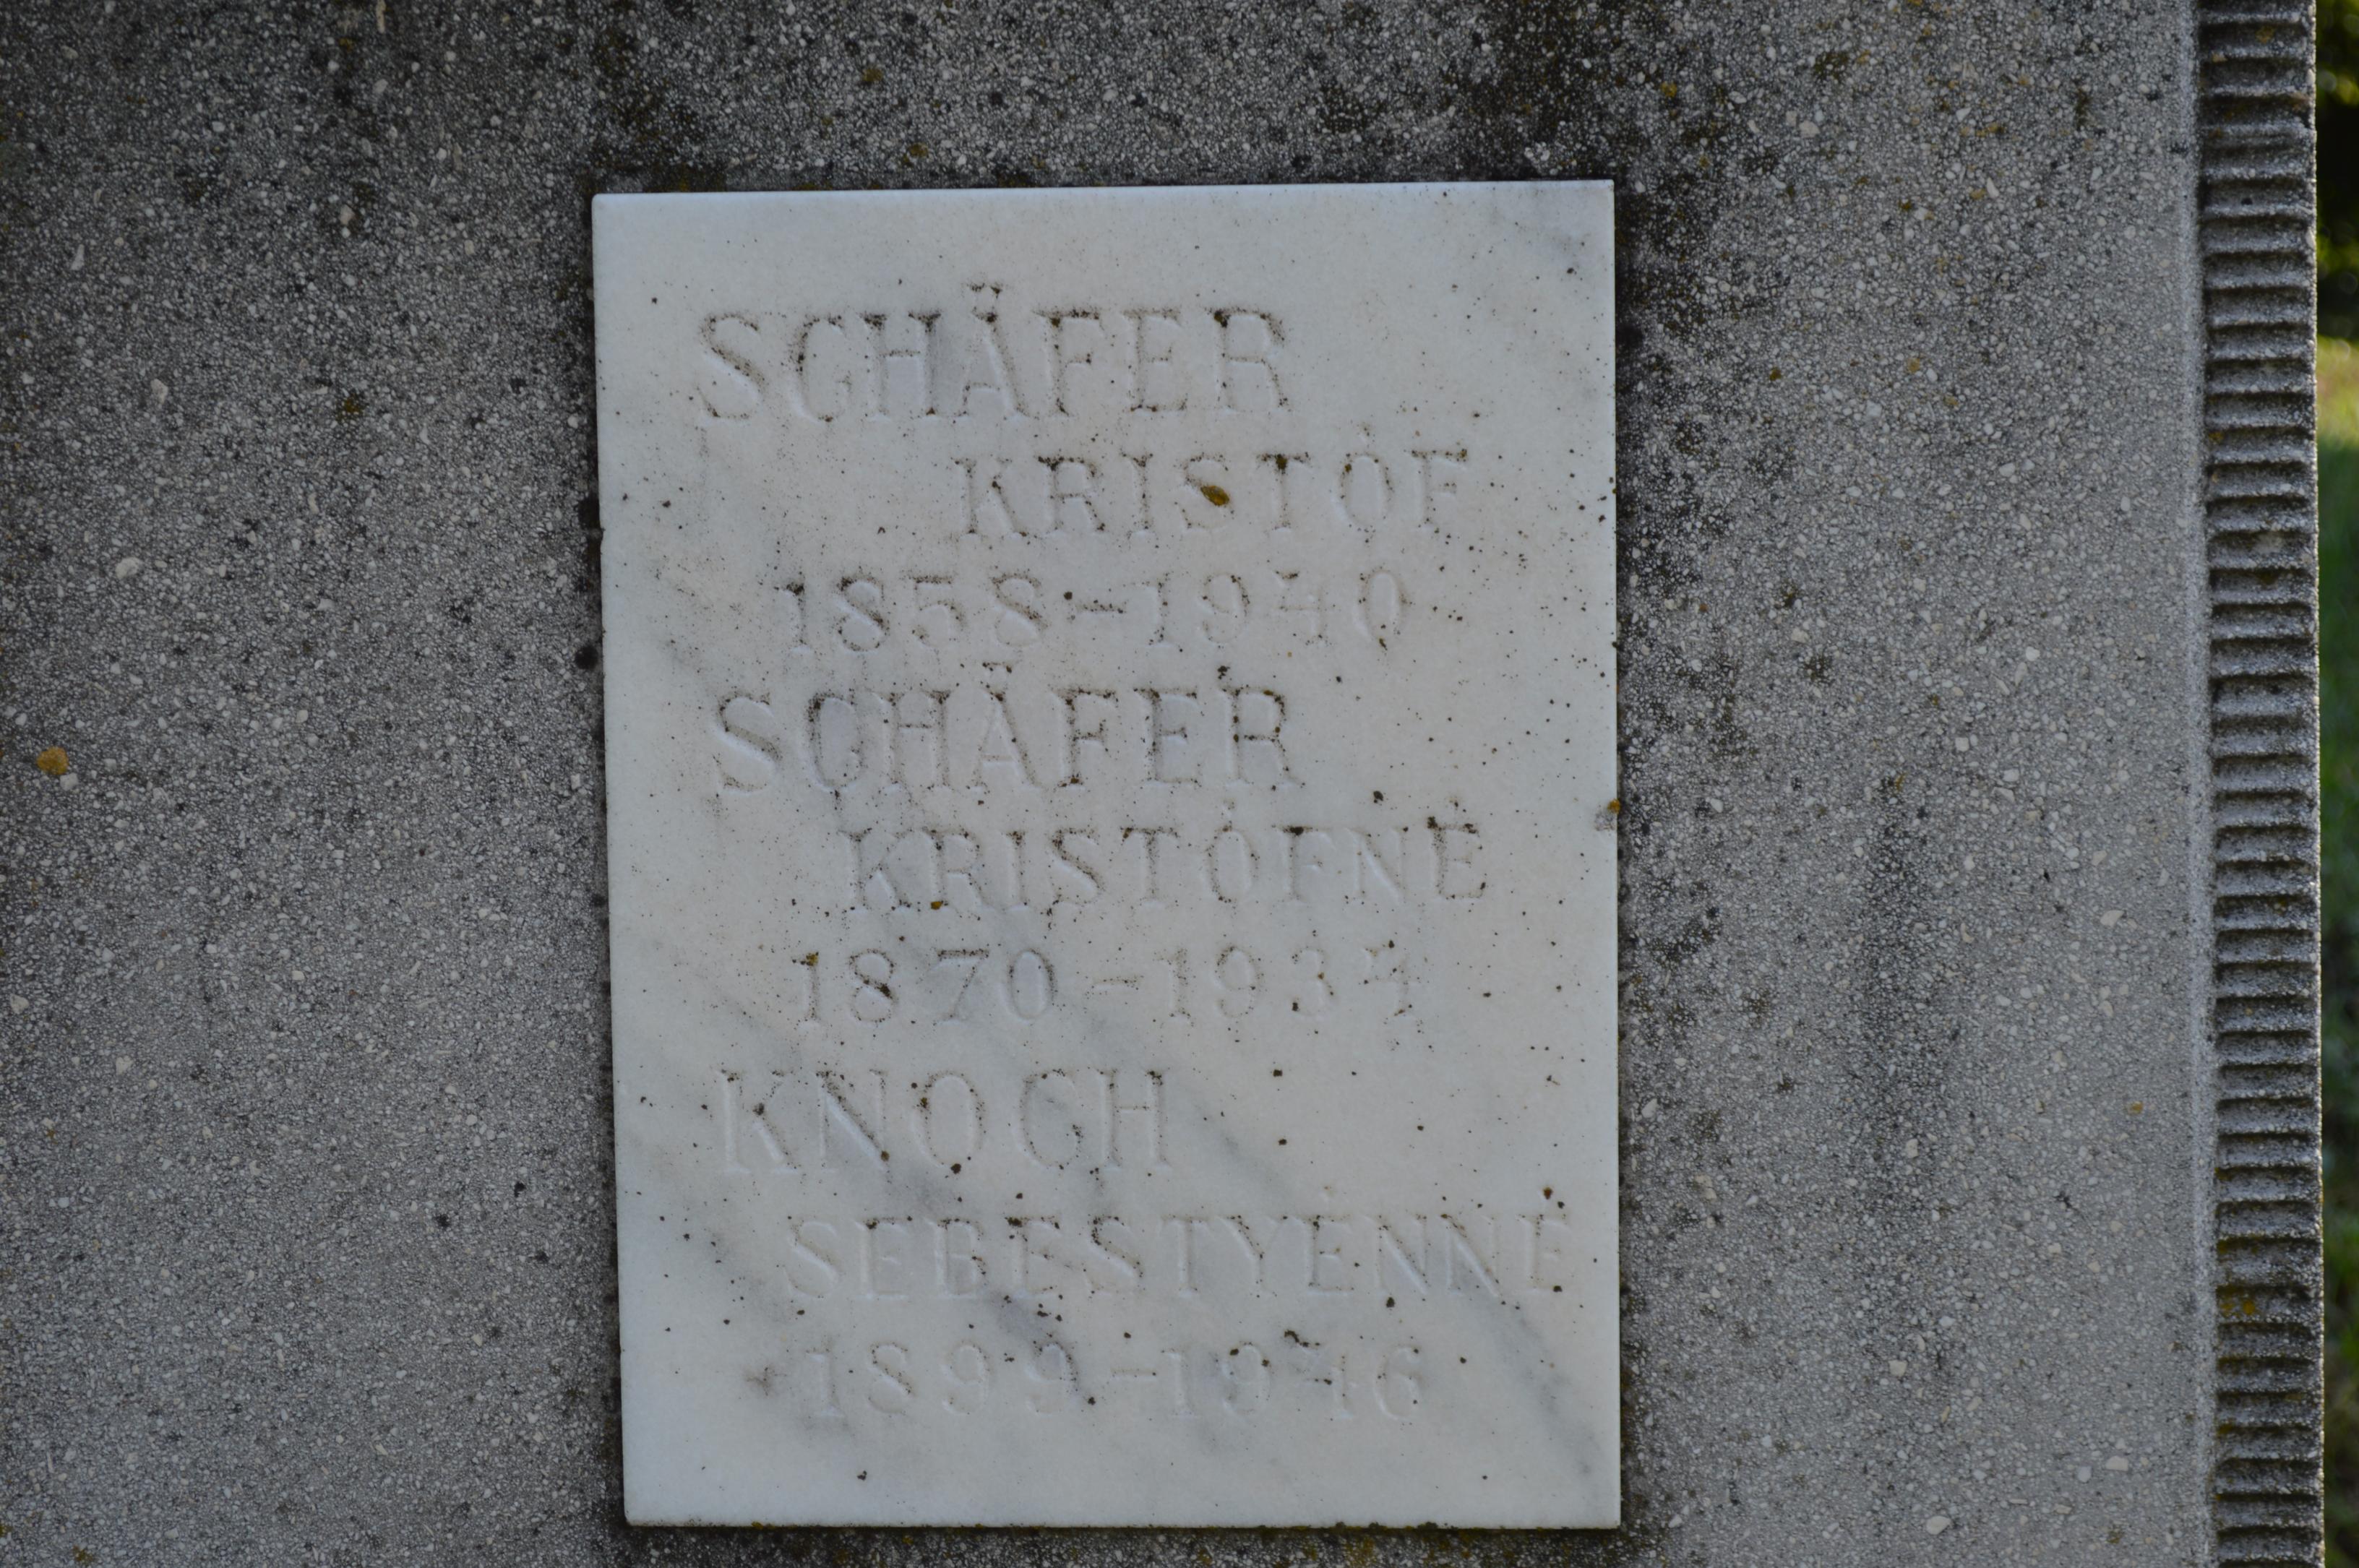 SCHÄFER
KRISTÓF
1858-1940
SCHÄFER
KRISTÓFNÉ
1870-1934
KNOCH
SEBESTYÉNNÉ
1899-1946